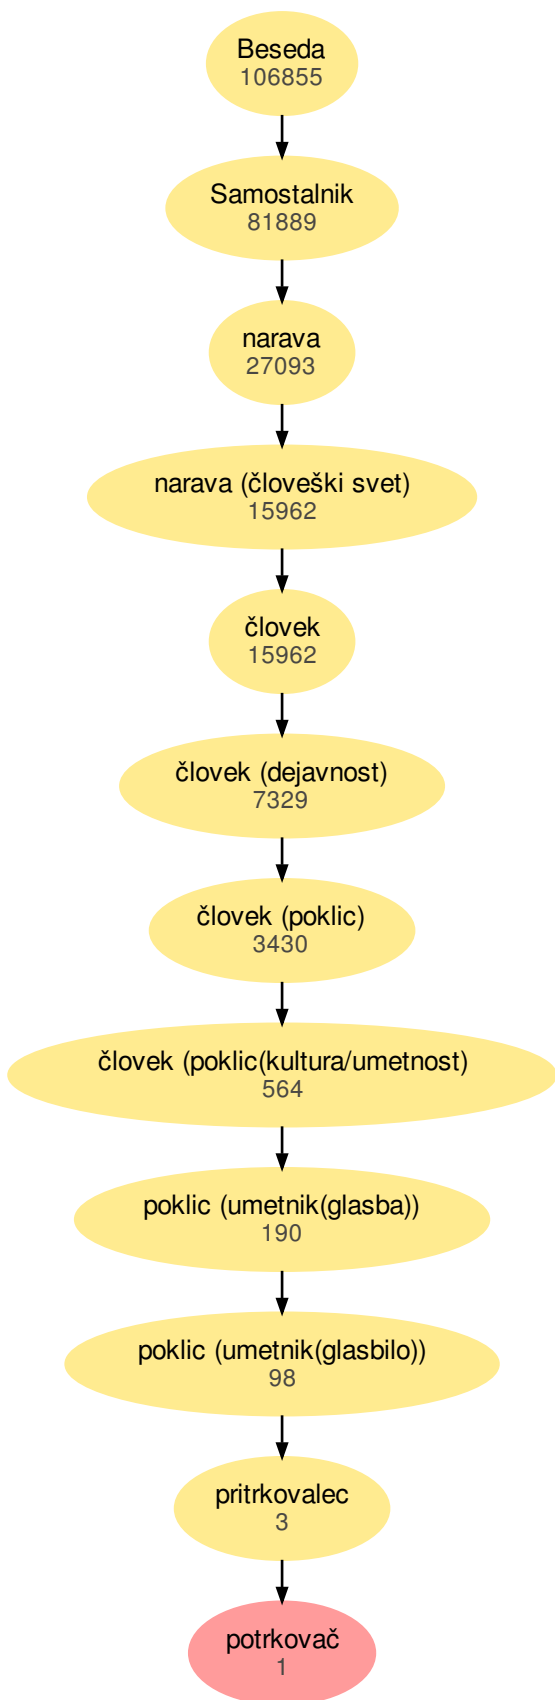 Beseda
106855
Samostalnik
81889
narava
27093
narava (človeški svet)
15962
človek
15962
človek (dejavnost)
7329
človek (poklic)
3430
človek (poklic(kultura/umetnost)
564
poklic (umetnik(glasba))
190
poklic (umetnik(glasbilo))
98
pritrkovalec
3
potrkovač
1